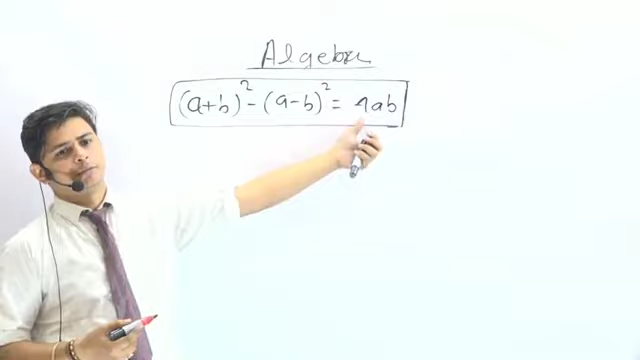 Algebra
(a+b)² - (a-b)² = 4ab